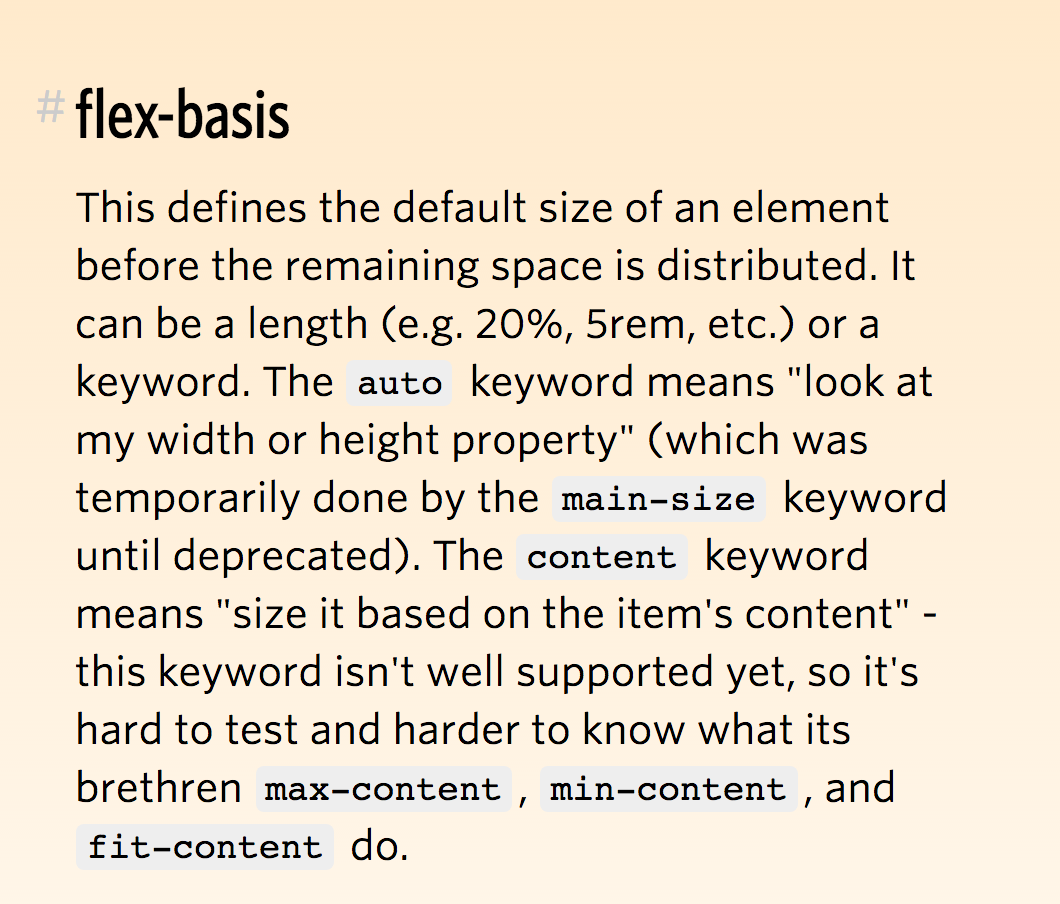 # flex-basis
This defines the default size of an element
before the remaining space is distributed. It
can be a length (e.g. 20%, 5rem, etc.) or a
keyword. The auto keyword means "look at
my width or height property" (which was
temporarily done by the main-size keyword
until deprecated). The content keyword
means "size it based on the item's content" -
this keyword isn't well supported yet, so it's
hard to test and harder to know what its
brethren max-content, min-content, and
fit-content do.